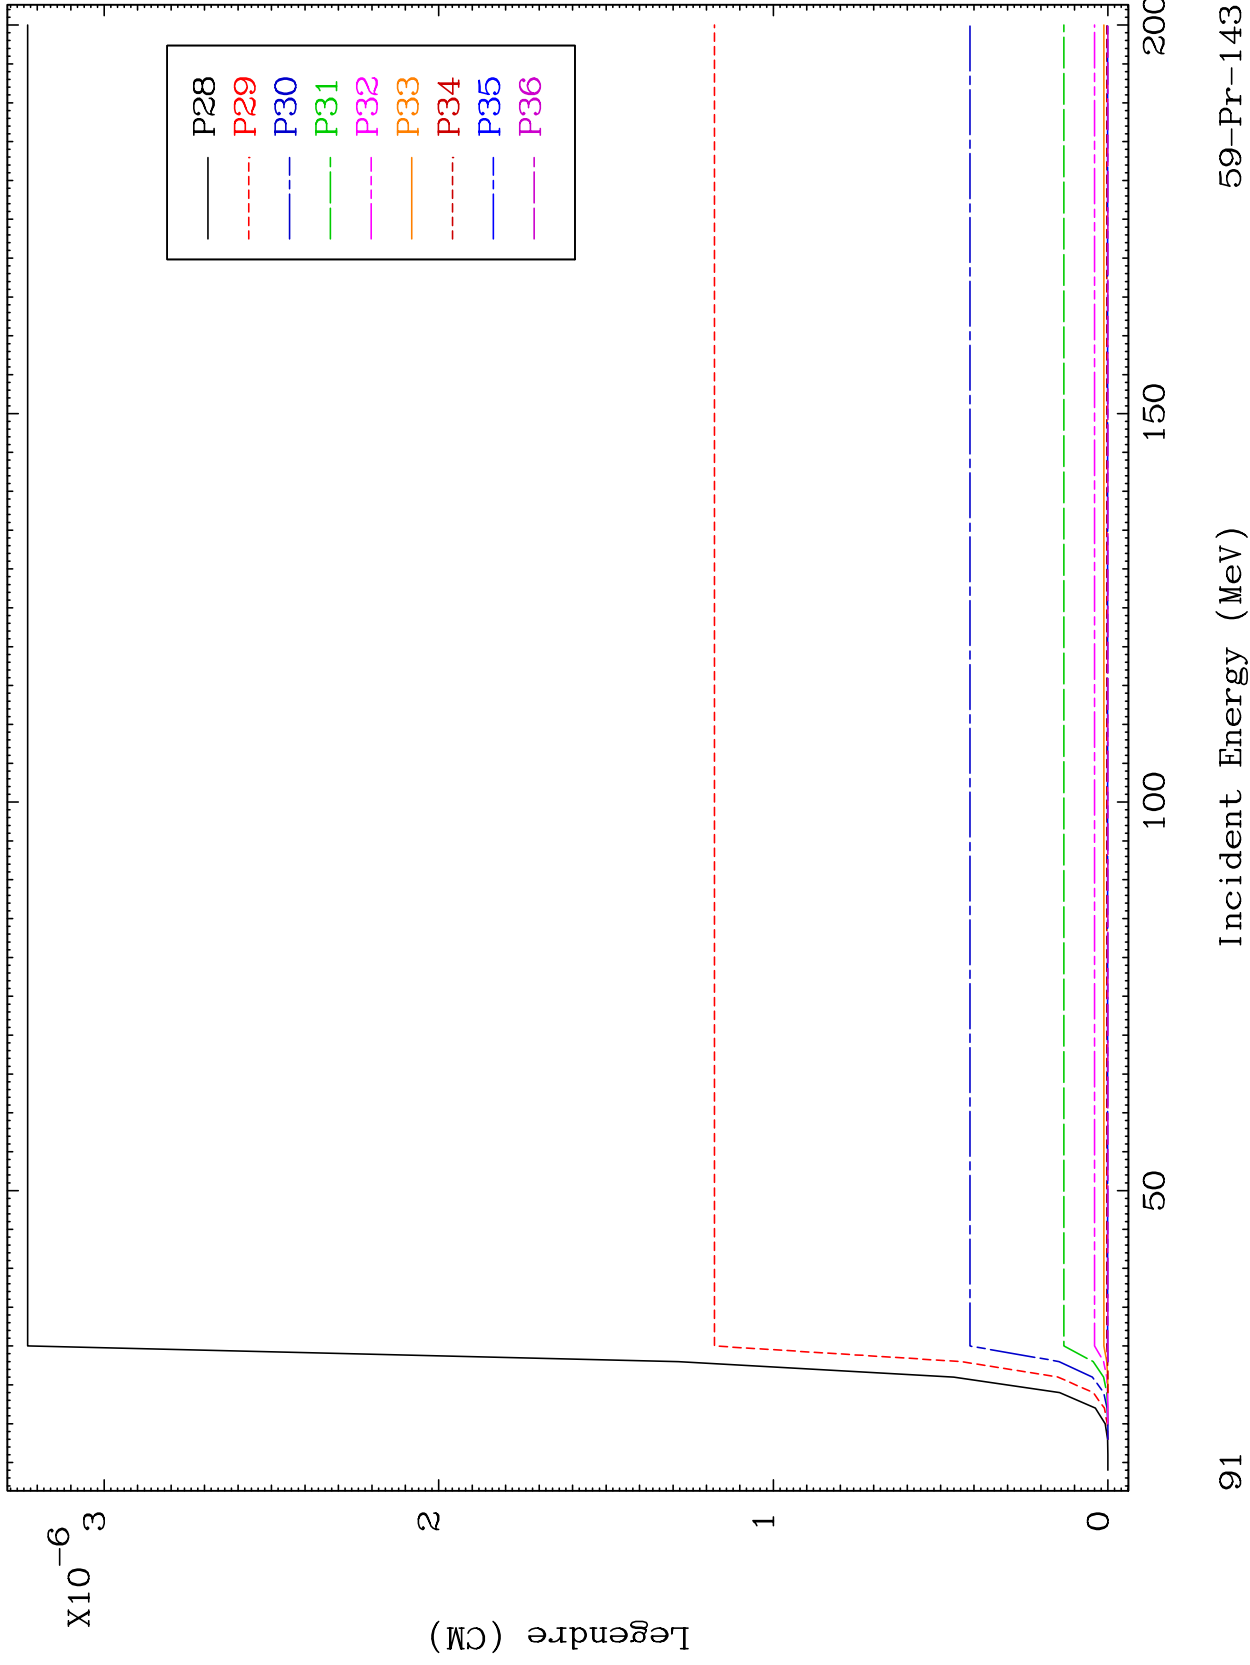 X10-6
3
2
1
0
Legendre (CM)
P28
P29
P30
P31
P32
P33
P34
P35
P36
50
100
150
200
Incident Energy (MeV)
91
59-Pr-143